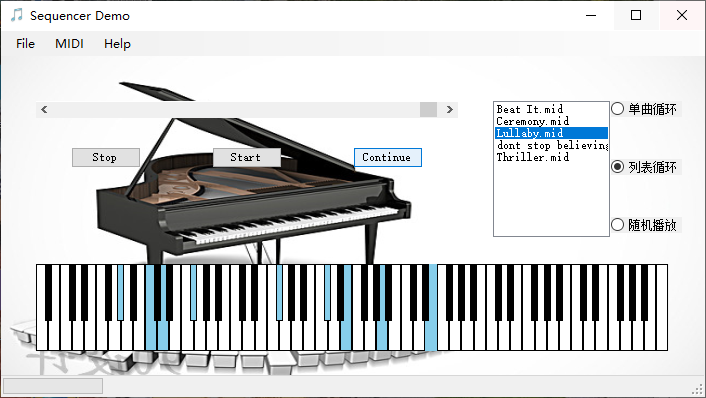 Sequencer Demo
File MIDI Help
Stop Start Continue
Beat It.mid
Ceremony.mid
Lullaby.mid
dont stop believing
Thriller.mid
单曲循环
列表循环
随机播放